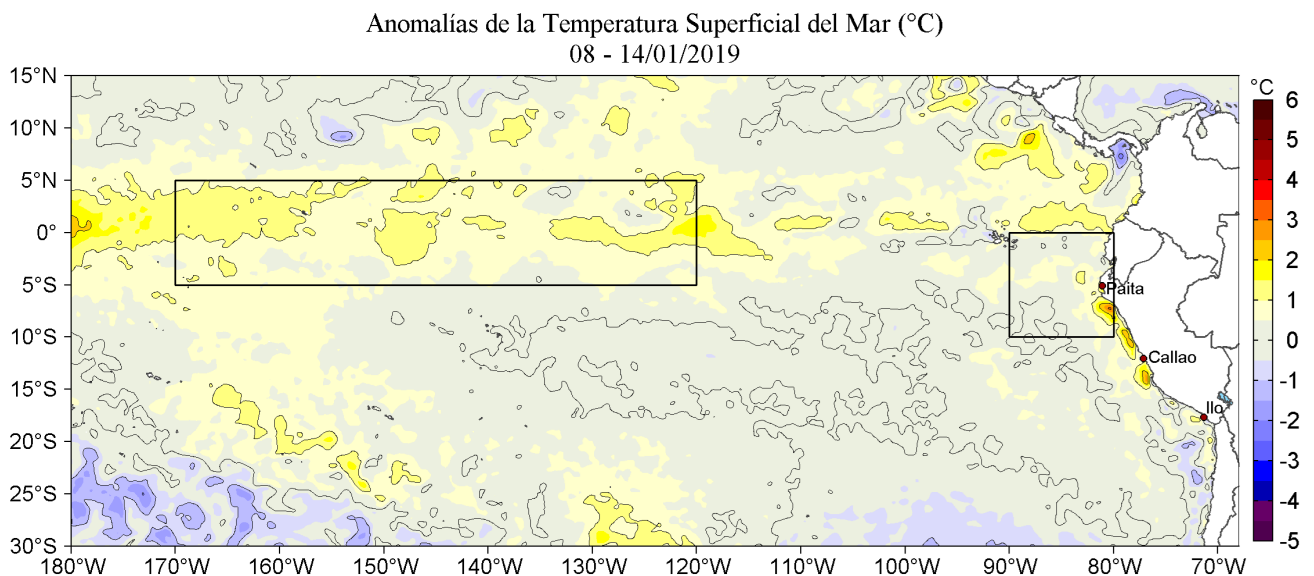 Anomalías de la Temperatura Superficial del Mar (°C)
08 - 14/01/2019
15°N
10°N
5°N
0°
5°S
10°S
15°S
20°S
25°S
30°S
180°W
170°W
160°W
150°W
140°W
130°W
120°W
110°W
100°W
90°W
80°W
70°W
Paita
Callao
Ilo
°C
6
5
4
3
2
1
0
-1
-2
-3
-4
-5